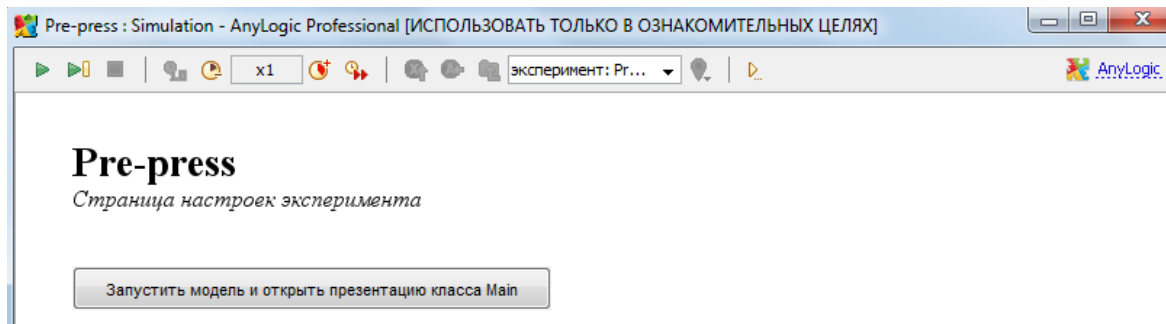 Pre-press : Simulation - AnyLogic Professional [ИСПОЛЬЗОВАТЬ ТОЛЬКО В ОЗНАКОМИТЕЛЬНЫХ ЦЕЛЯХ]
x1 эксперимент: Pr... AnyLogic
Pre-press
Страница настроек эксперимента
Запустить модель и открыть презентацию класса Main